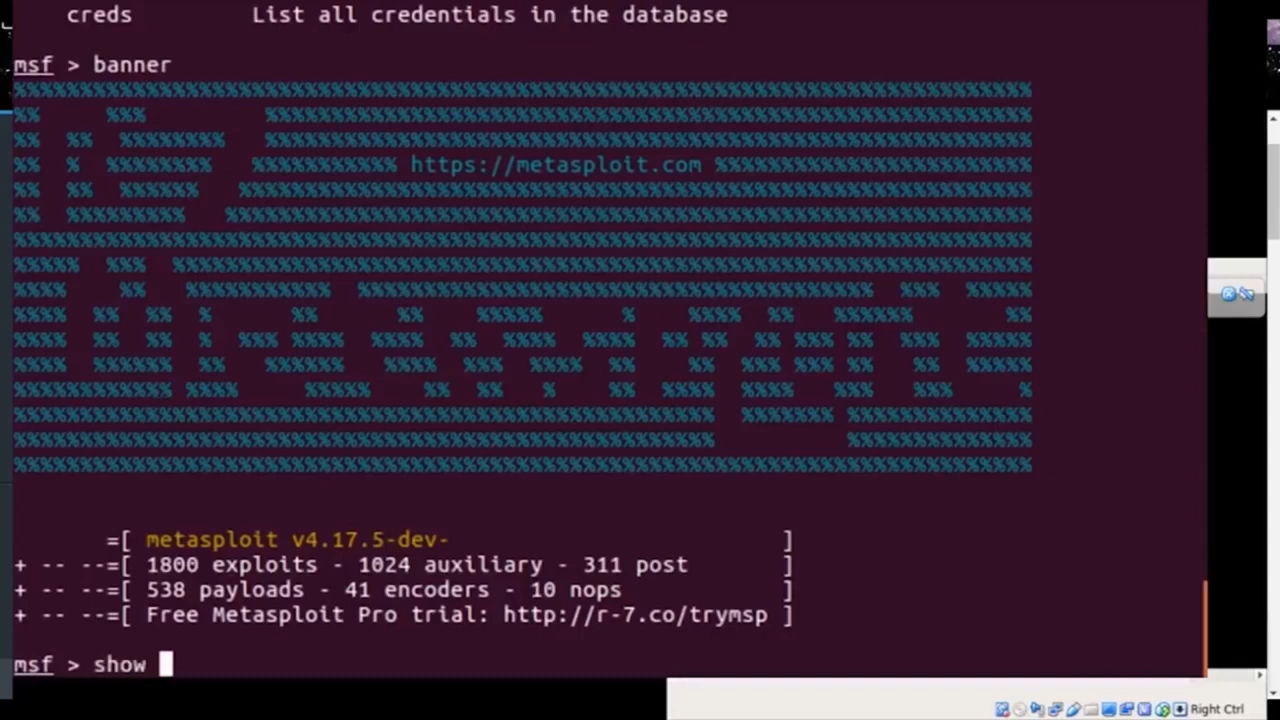 creds List all credentials in the database
msf > banner
%%%%%%%%%%%%%%%%%%%%%%%%%%%%%%%%%%%%%%%%%%%%%%%%%%%%%%%%%%%%%%%%%%%%%%%%%%%%%%%
%%     %%%         %%%%%%%%%%%%%%%%%%%%%%%%%%%%%%%%%%%%%%%%%%%%%%%%%%%%%%%%%%
%%  %%  %%%%%%%%   %%%%%%%%%%%%%%%%%%%%%%%%%%%%%%%%%%%%%%%%%%%%%%%%%%%%%%%%%%
%%  %  %%%%%%%%   %%%%%%%%%%% https://metasploit.com %%%%%%%%%%%%%%%%%%%%%%%%
%%  %%  %%%%%%   %%%%%%%%%%%%%%%%%%%%%%%%%%%%%%%%%%%%%%%%%%%%%%%%%%%%%%%%%%%%
%%  %%%%%%%%%   %%%%%%%%%%%%%%%%%%%%%%%%%%%%%%%%%%%%%%%%%%%%%%%%%%%%%%%%%%%%%
%%%%%%%%%%%%%%%%%%%%%%%%%%%%%%%%%%%%%%%%%%%%%%%%%%%%%%%%%%%%%%%%%%%%%%%%%%%%%%%
%%%%%  %%%  %%%%%%%%%%%%%%%%%%%%%%%%%%%%%%%%%%%%%%%%%%%%%%%%%%%%%%%%%%%%%%%%%
%%%%    %%   %%%%%%%%%%%  %%%%%%%%%%%%%%%%%%%%%%%%%%%%%%%%%%%%%%%  %%%  %%%%%
%%%%  %%  %%  %      %%      %%    %%%%%      %    %%%%  %%   %%%%%%       %%
%%%%  %%  %%  %  %%% %%%%  %%%%  %%  %%%%  %%%%  %% %%  %% %%% %%  %%%  %%%%%
%%%%  %%%%%%  %%   %%%%%%   %%%%  %%%  %%%%  %%    %%  %%% %%% %%   %%  %%%%%
%%%%%%%%%%%% %%%%     %%%%%    %%  %%   %    %%  %%%%  %%%%   %%%   %%%     %
%%%%%%%%%%%%%%%%%%%%%%%%%%%%%%%%%%%%%%%%%%%%%%%%%%%%%  %%%%%%% %%%%%%%%%%%%%%
%%%%%%%%%%%%%%%%%%%%%%%%%%%%%%%%%%%%%%%%%%%%%%%%%%%%%          %%%%%%%%%%%%%%
%%%%%%%%%%%%%%%%%%%%%%%%%%%%%%%%%%%%%%%%%%%%%%%%%%%%%%%%%%%%%%%%%%%%%%%%%%%%%%%
=[ metasploit v4.17.5-dev- ]
+ -- --=[ 1800 exploits - 1024 auxiliary - 311 post ]
+ -- --=[ 538 payloads - 41 encoders - 10 nops ]
+ -- --=[ Free Metasploit Pro trial: http://r-7.co/trymsp ]
msf > show
Right Ctrl